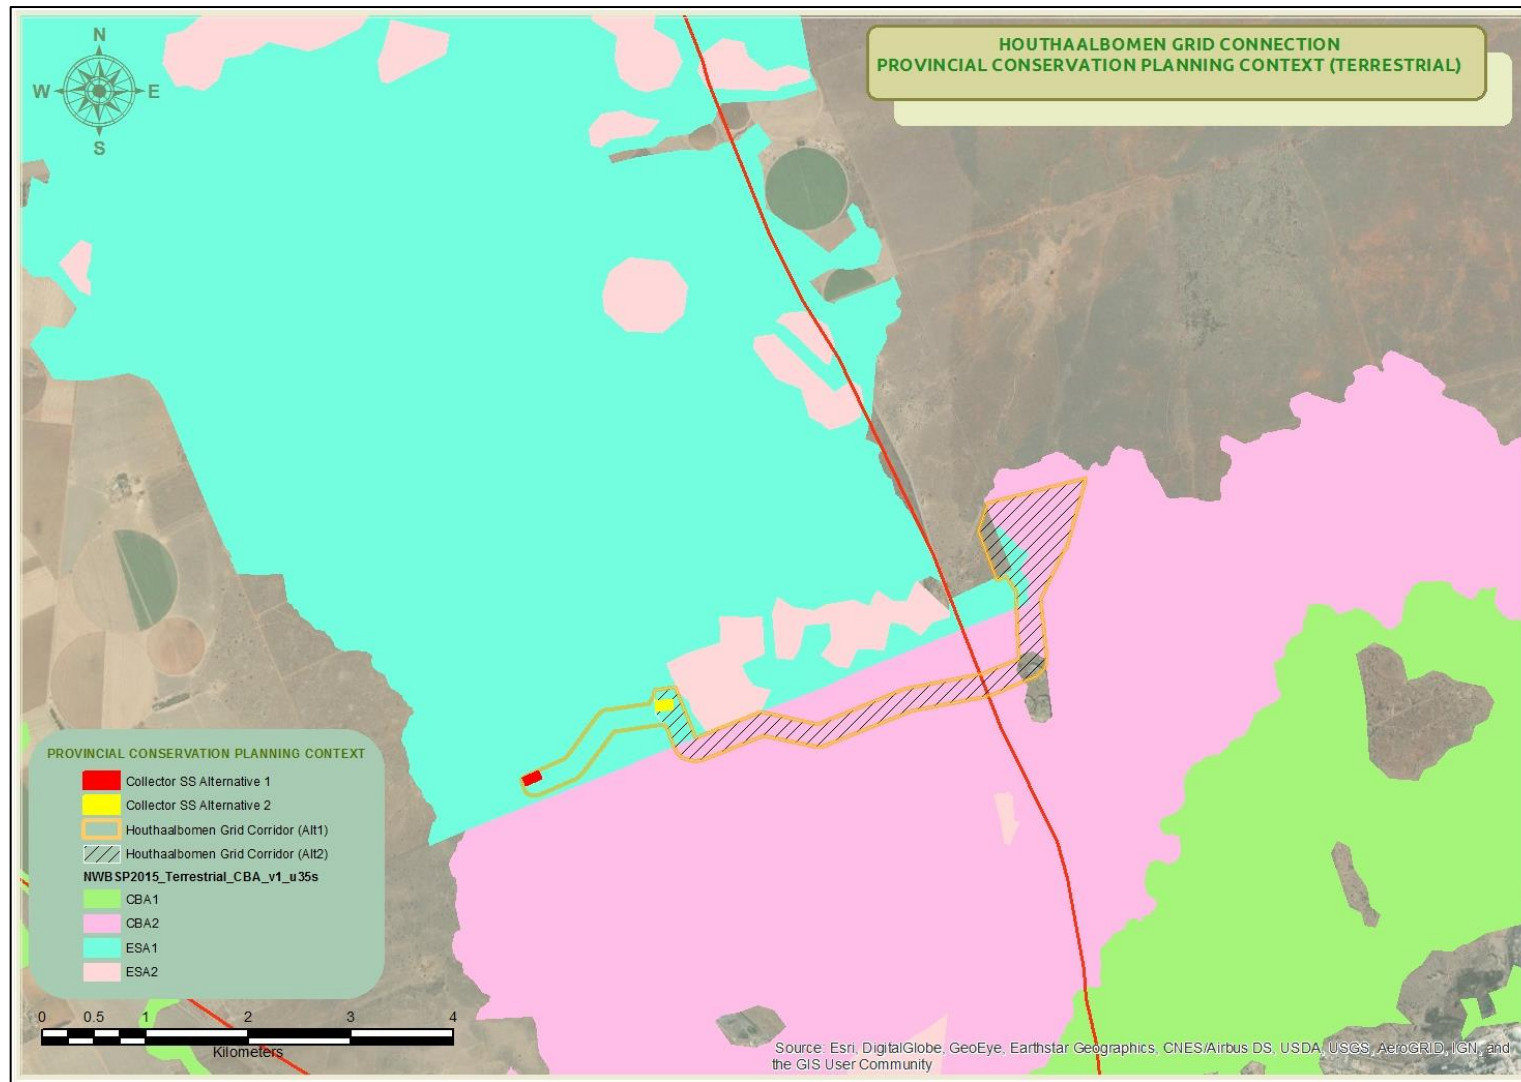 HOUTHAALBOMEN GRID CONNECTION
PROVINCIAL CONSERVATION PLANNING CONTEXT (TERRESTRIAL)
N
W
E
S
PROVINCIAL CONSERVATION PLANNING CONTEXT
Collector SS Alternative 1
Collector SS Alternative 2
Houthaalbomen Grid Corridor (Alt1)
Houthaalbomen Grid Corridor (Alt2)
NWBSP2015_Terrestrial_CBA_v1_u35s
CBA1
CBA2
ESA1
ESA2
0 0.5 1 2 3 4
Kilometers
Source: Esri, DigitalGlobe, GeoEye, Earthstar Geographics, CNES/Airbus DS, USDA, USGS, AeroGRID, IGN, and
the GIS User Community